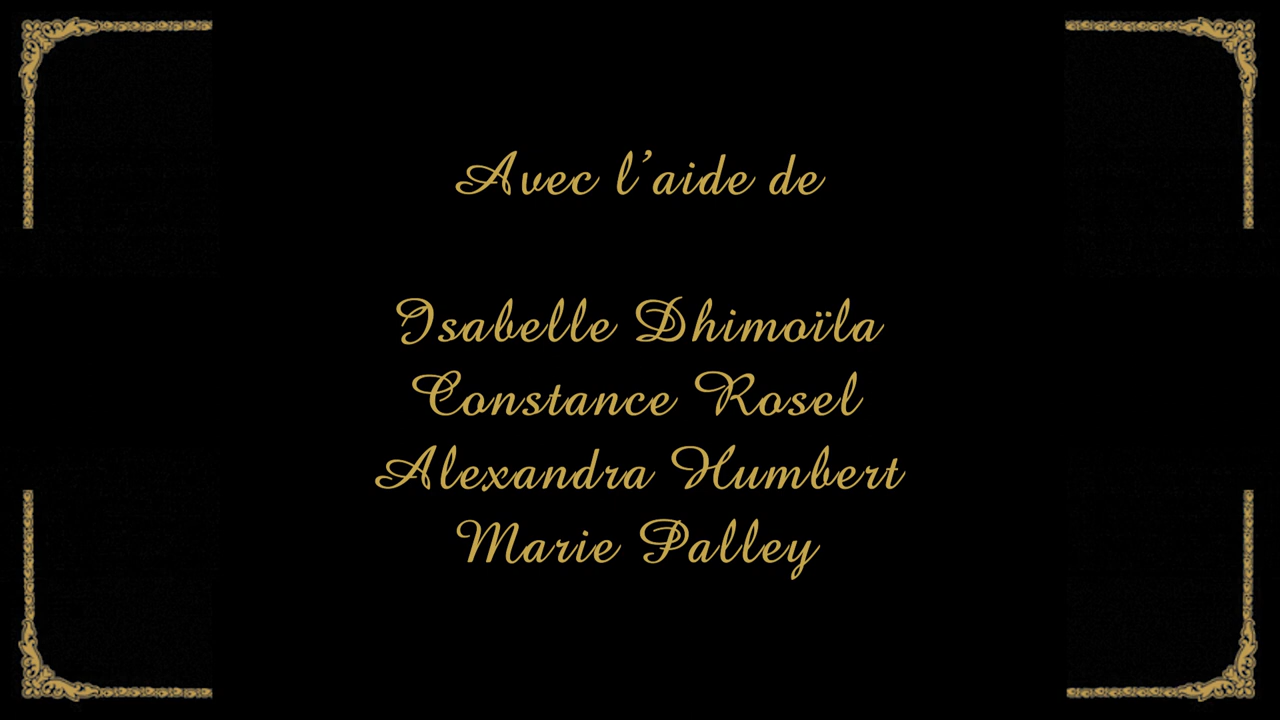 Avec l’aide de
Isabelle Dhimoïla
Constance Rosel
Alexandra Humbert
Marie Palley